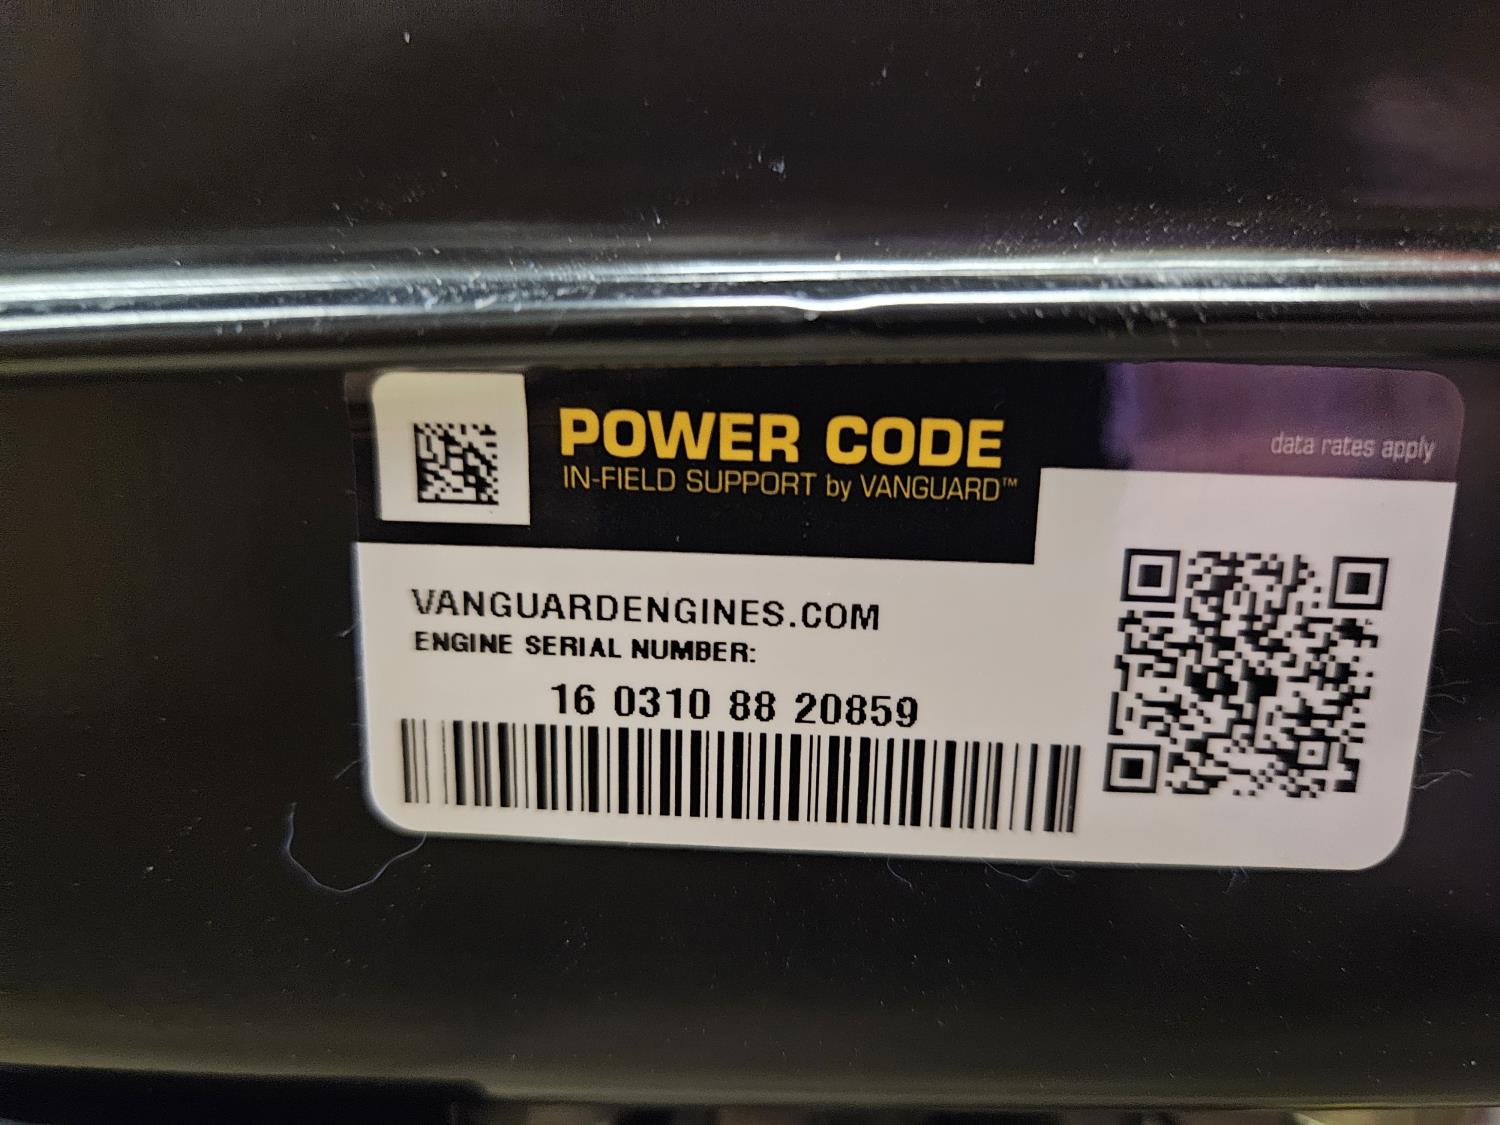 POWER CODE
IN-FIELD SUPPORT by VANGUARD™
data rates apply
VANGUARDENGINES.COM
ENGINE SERIAL NUMBER:
16 0310 88 20859